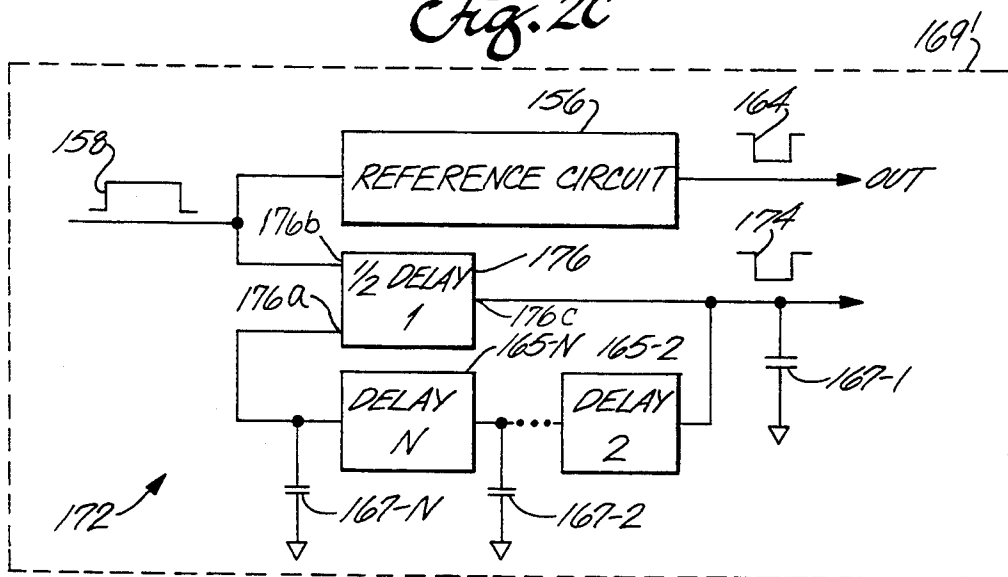 Fig. 2C
169'
158
156
164
REFERENCE CIRCUIT
OUT
176b
176
174
1/2 DELAY
1
176a
176c
165-N
165-2
DELAY
N
DELAY
2
167-1
172
167-N
167-2